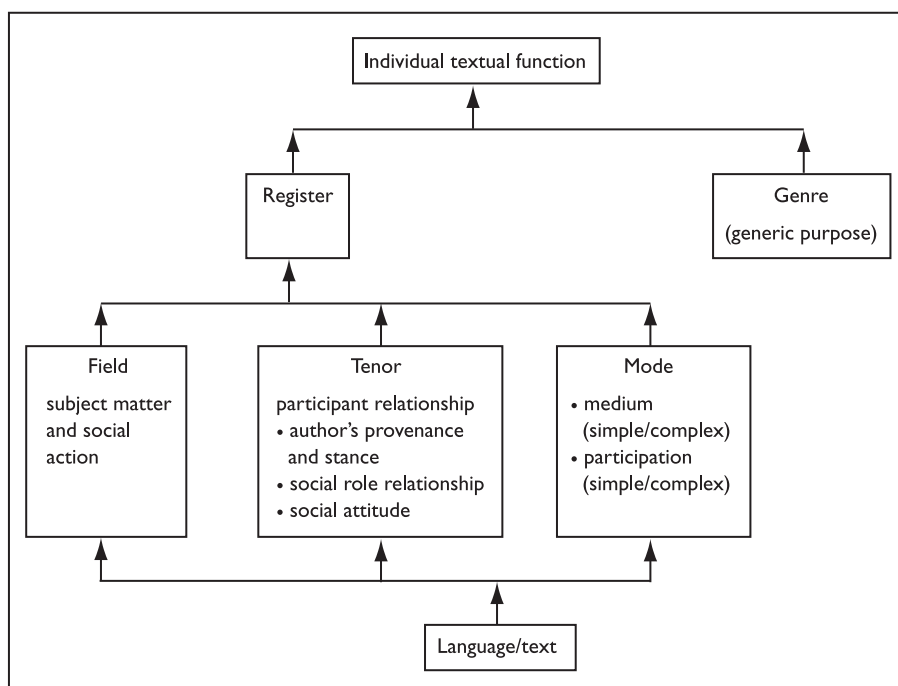 Individual textual function
Register
Genre
(generic purpose)
Field
subject matter
and social
action
Tenor
participant relationship
• author’s provenance
and stance
• social role relationship
• social attitude
Mode
• medium
(simple/complex)
• participation
(simple/complex)
Language/text